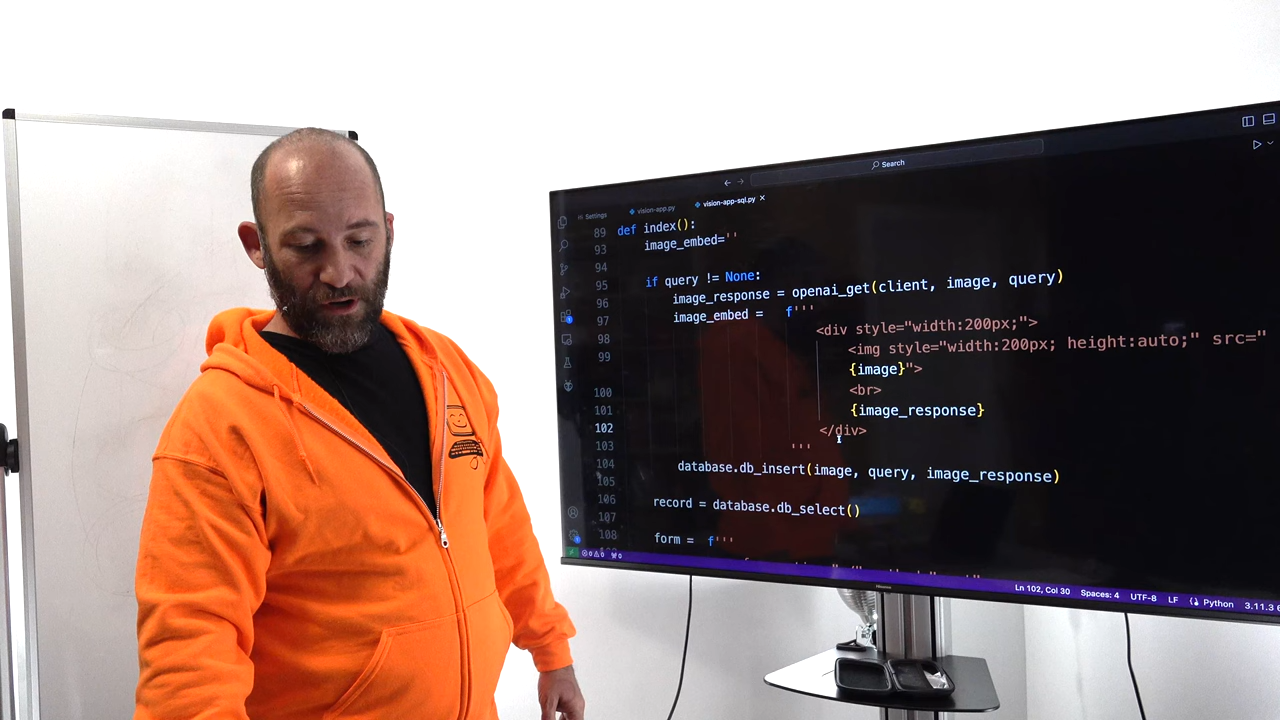 Search
Settings
vision-app.py
vision-app-sql.py
89 def index():
93 image_embed=''
94
95 if query != None:
96 image_response = openai_get(client, image, query)
97 image_embed = f'''
98 <div style="width:200px;">
99 <img style="width:200px; height:auto;" src="
{image}">
100 <br>
101 {image_response}
102 </div>
103 '''
104 database.db_insert(image, query, image_response)
105
106 record = database.db_select()
107
108 form = f'''
Ln 102, Col 30 Spaces: 4 UTF-8 LF Python 3.11.3